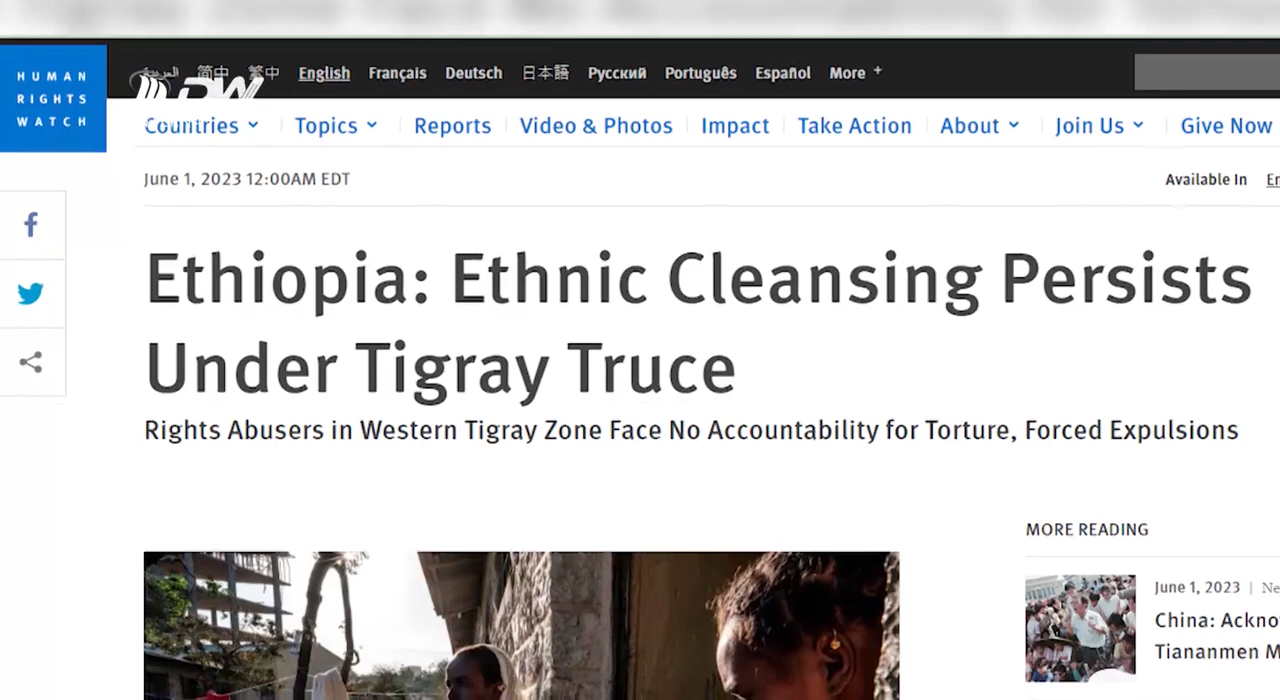 HUMAN
RIGHTS
WATCH
العربية 简中 繁中 English Français Deutsch 日本語 Русский Português Español More +
Countries Topics Reports Video & Photos Impact Take Action About Join Us Give Now
June 1, 2023 12:00AM EDT
Available In
Ethiopia: Ethnic Cleansing Persists
Under Tigray Truce
Rights Abusers in Western Tigray Zone Face No Accountability for Torture, Forced Expulsions
MORE READING
June 1, 2023 |
China:
Tiananmen